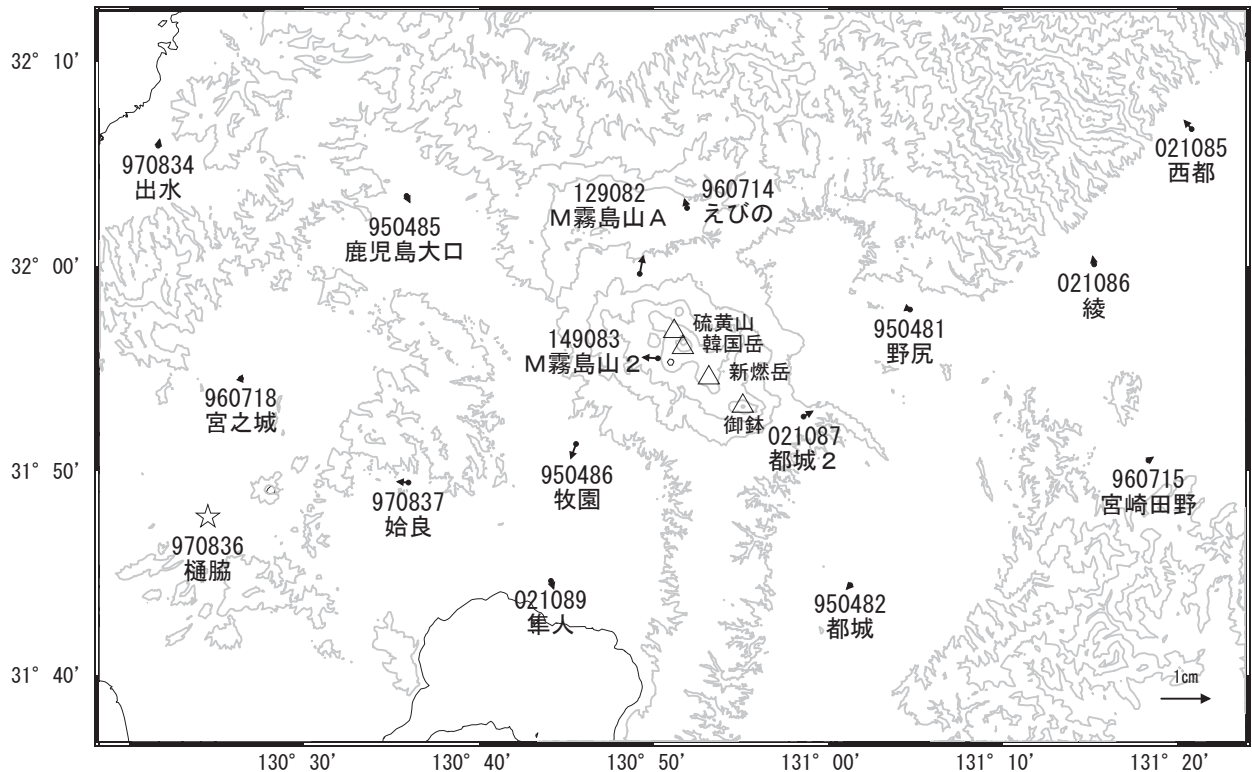 32° 10'
970834
出水
950485
鹿児島大口
129082
Ｍ霧島山Ａ
960714
えびの
021085
西都
32° 00'
021086
綾
950481
野尻
149083
Ｍ霧島山２
硫黄山
韓国岳
新燃岳
御鉢
960718
宮之城
021087
都城２
31° 50'
950486
牧園
970837
姶良
960715
宮崎田野
970836
樋脇
021089
隼人
950482
都城
31° 40'
1cm
130° 30'
130° 40'
130° 50'
131° 00'
131° 10'
131° 20'